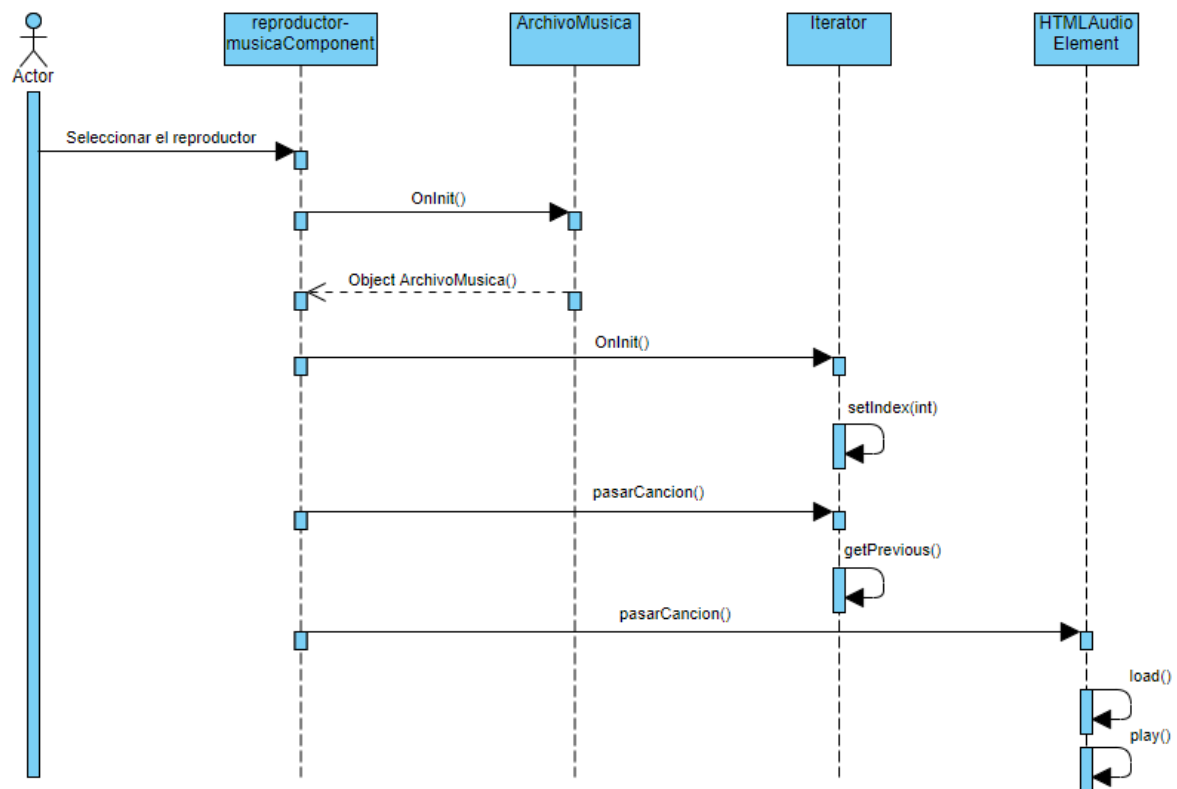 reproductor-
musicaComponent
ArchivoMusica
Iterator
HTMLAudio
Element
Actor
Seleccionar el reproductor
OnInit()
Object ArchivoMusica()
OnInit()
setIndex(int)
pasarCancion()
getPrevious()
pasarCancion()
load()
play()